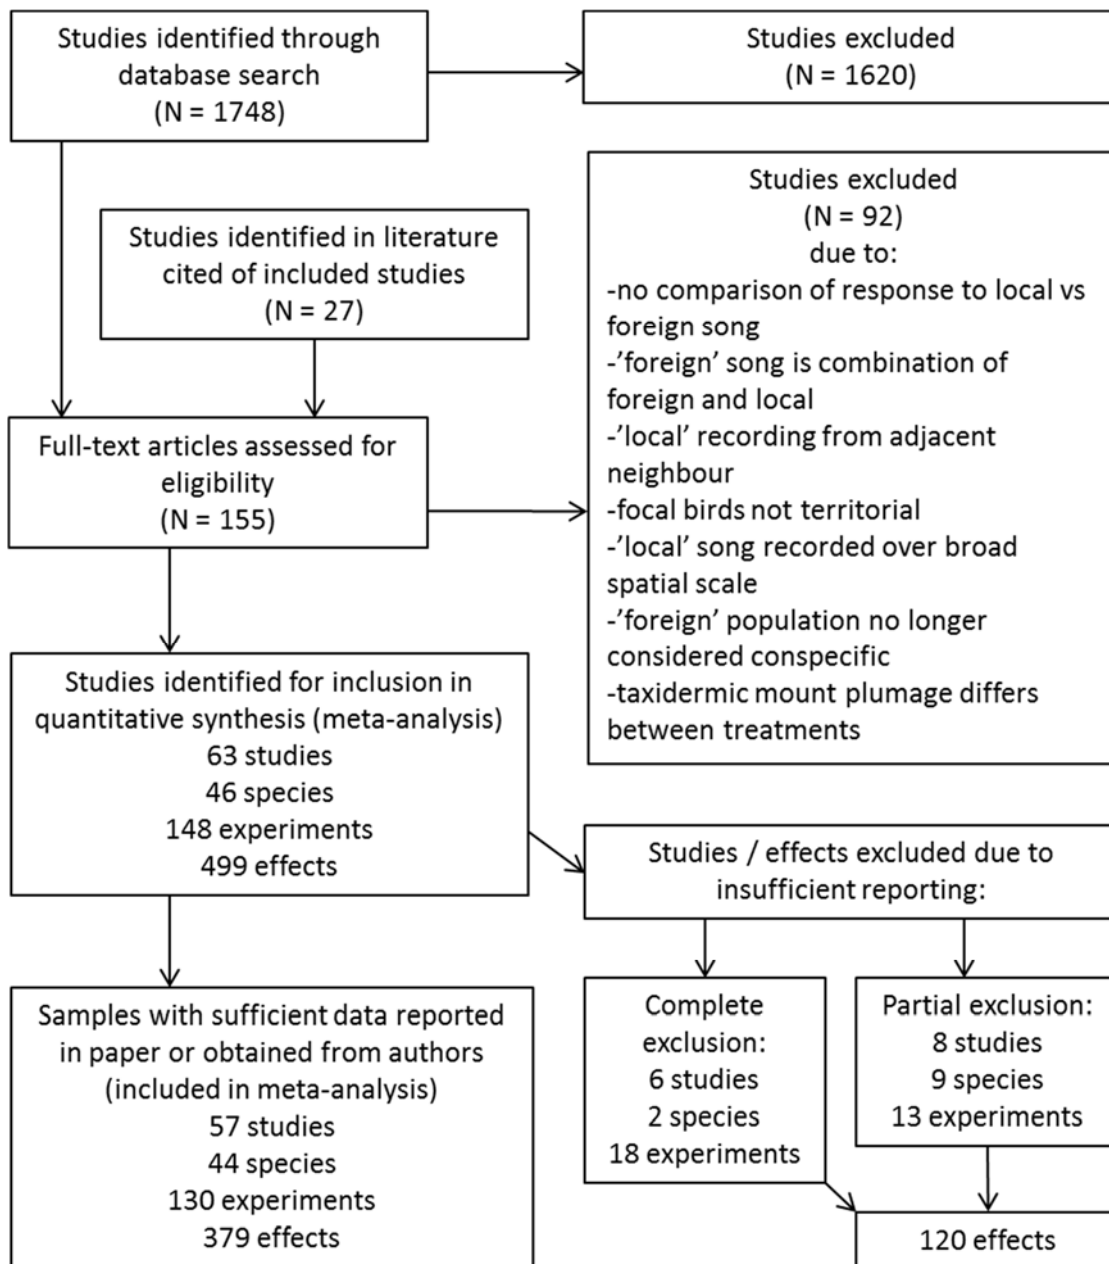 Studies identified through
database search
(N = 1748)
Studies excluded
(N = 1620)
Studies identified in literature
cited of included studies
(N = 27)
Studies excluded
(N = 92)
due to:
-no comparison of response to local vs
foreign song
-’foreign’ song is combination of
foreign and local
-’local’ recording from adjacent
neighbour
-focal birds not territorial
-’local’ song recorded over broad
spatial scale
-’foreign’ population no longer
considered conspecific
-taxidermic mount plumage differs
between treatments
Full-text articles assessed for
eligibility
(N = 155)
Studies identified for inclusion in
quantitative synthesis (meta-analysis)
63 studies
46 species
148 experiments
499 effects
Studies / effects excluded due to
insufficient reporting:
Complete
exclusion:
6 studies
2 species
18 experiments
Partial exclusion:
8 studies
9 species
13 experiments
120 effects
Samples with sufficient data reported
in paper or obtained from authors
(included in meta-analysis)
57 studies
44 species
130 experiments
379 effects